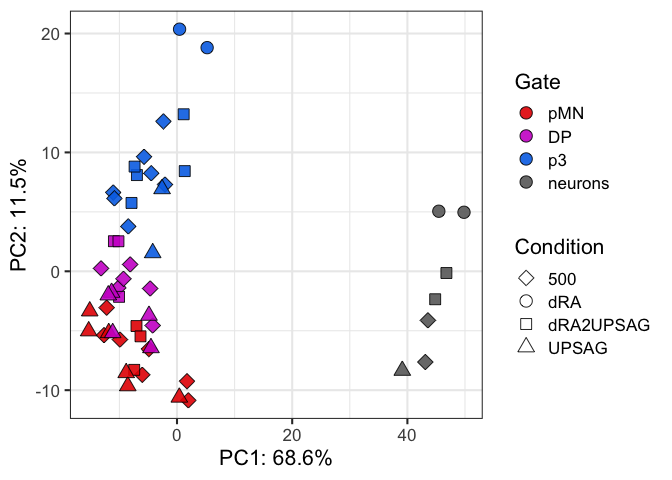 20
10
0
-10
PC2: 11.5%
0
20
40
PC1: 68.6%
Gate
pMN
DP
p3
neurons
Condition
500
dRA
dRA2UPSAG
UPSAG